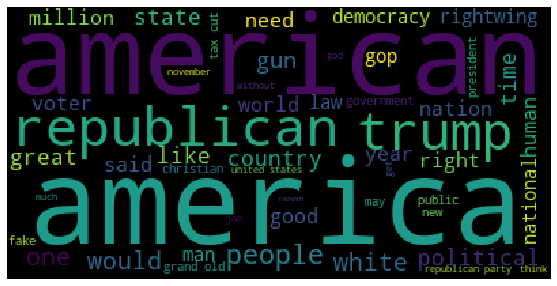 million state need democracy rightwing
tax cut
american
gun gop
november
god
without
president
time
voter world law government nation
republican trump
human
great said like country year right
christian united states
national
america
much
may
public
new
good
fake
one would man people white political
grand old
republican party think